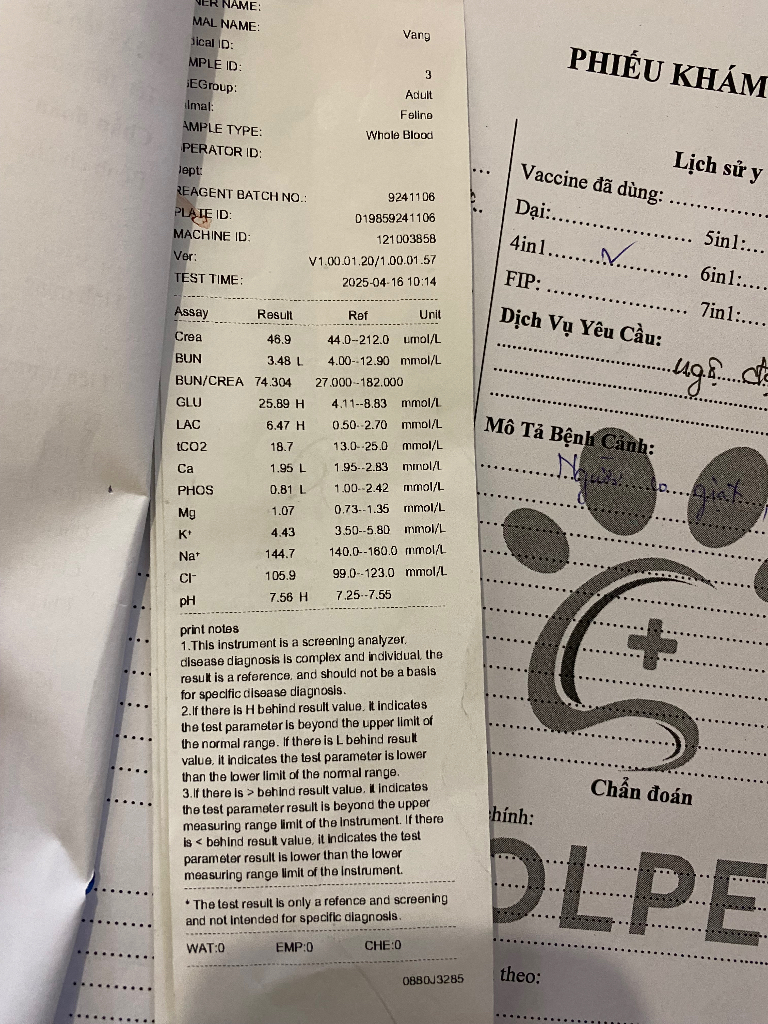 NER NAME:
MAL NAME: Vang
ical ID:
MPLE ID: 3
EGroup: Adult
imal: Feline
AMPLE TYPE: Whole Blood
PERATOR ID:
ept:
REAGENT BATCH NO.: 9241106
PLATE ID: 019859241106
MACHINE ID: 121003858
Ver: V1.00.01.20/1.00.01.57
TEST TIME: 2025-04-16 10:14
Assay Result Ref Unit
Crea 46.9 44.0--212.0 umol/L
BUN 3.48 L 4.00--12.90 mmol/L
BUN/CREA 74.304 27.000--182.000
GLU 25.89 H 4.11--8.83 mmol/L
LAC 6.47 H 0.50--2.70 mmol/L
tCO2 18.7 13.0--25.0 mmol/L
Ca 1.95 L 1.95--2.83 mmol/L
PHOS 0.81 L 1.00--2.42 mmol/L
Mg 1.07 0.73--1.35 mmol/L
K⁺ 4.43 3.50--5.80 mmol/L
Na⁺ 144.7 140.0--160.0 mmol/L
Cl⁻ 105.9 99.0--123.0 mmol/L
pH 7.56 H 7.25--7.55
print notes
1.This instrument is a screening analyzer,
disease diagnosis is complex and individual, the
result is a reference, and should not be a basis
for specific disease diagnosis.
2.If there is H behind result value, it indicates
the test parameter is beyond the upper limit of
the normal range. If there is L behind result
value, it indicates the test parameter is lower
than the lower limit of the normal range.
3.If there is > behind result value, it indicates
the test parameter result is beyond the upper
measuring range limit of the instrument. If there
is < behind result value, it indicates the test
parameter result is lower than the lower
measuring range limit of the instrument.
* The test result is only a refence and screening
and not intended for specific diagnosis.
WAT:0 EMP:0 CHE:0
0880J3285
PHIẾU KHÁM
Lịch sử y
Vaccine đã dùng:
Dại: 5in1:
4in1 ✓ 6in1:
FIP: 7in1:
Dịch Vụ Yêu Cầu:
ngộ
Mô Tả Bệnh Cảnh:
giật
Chẩn đoán
hính:
OLPE
theo: